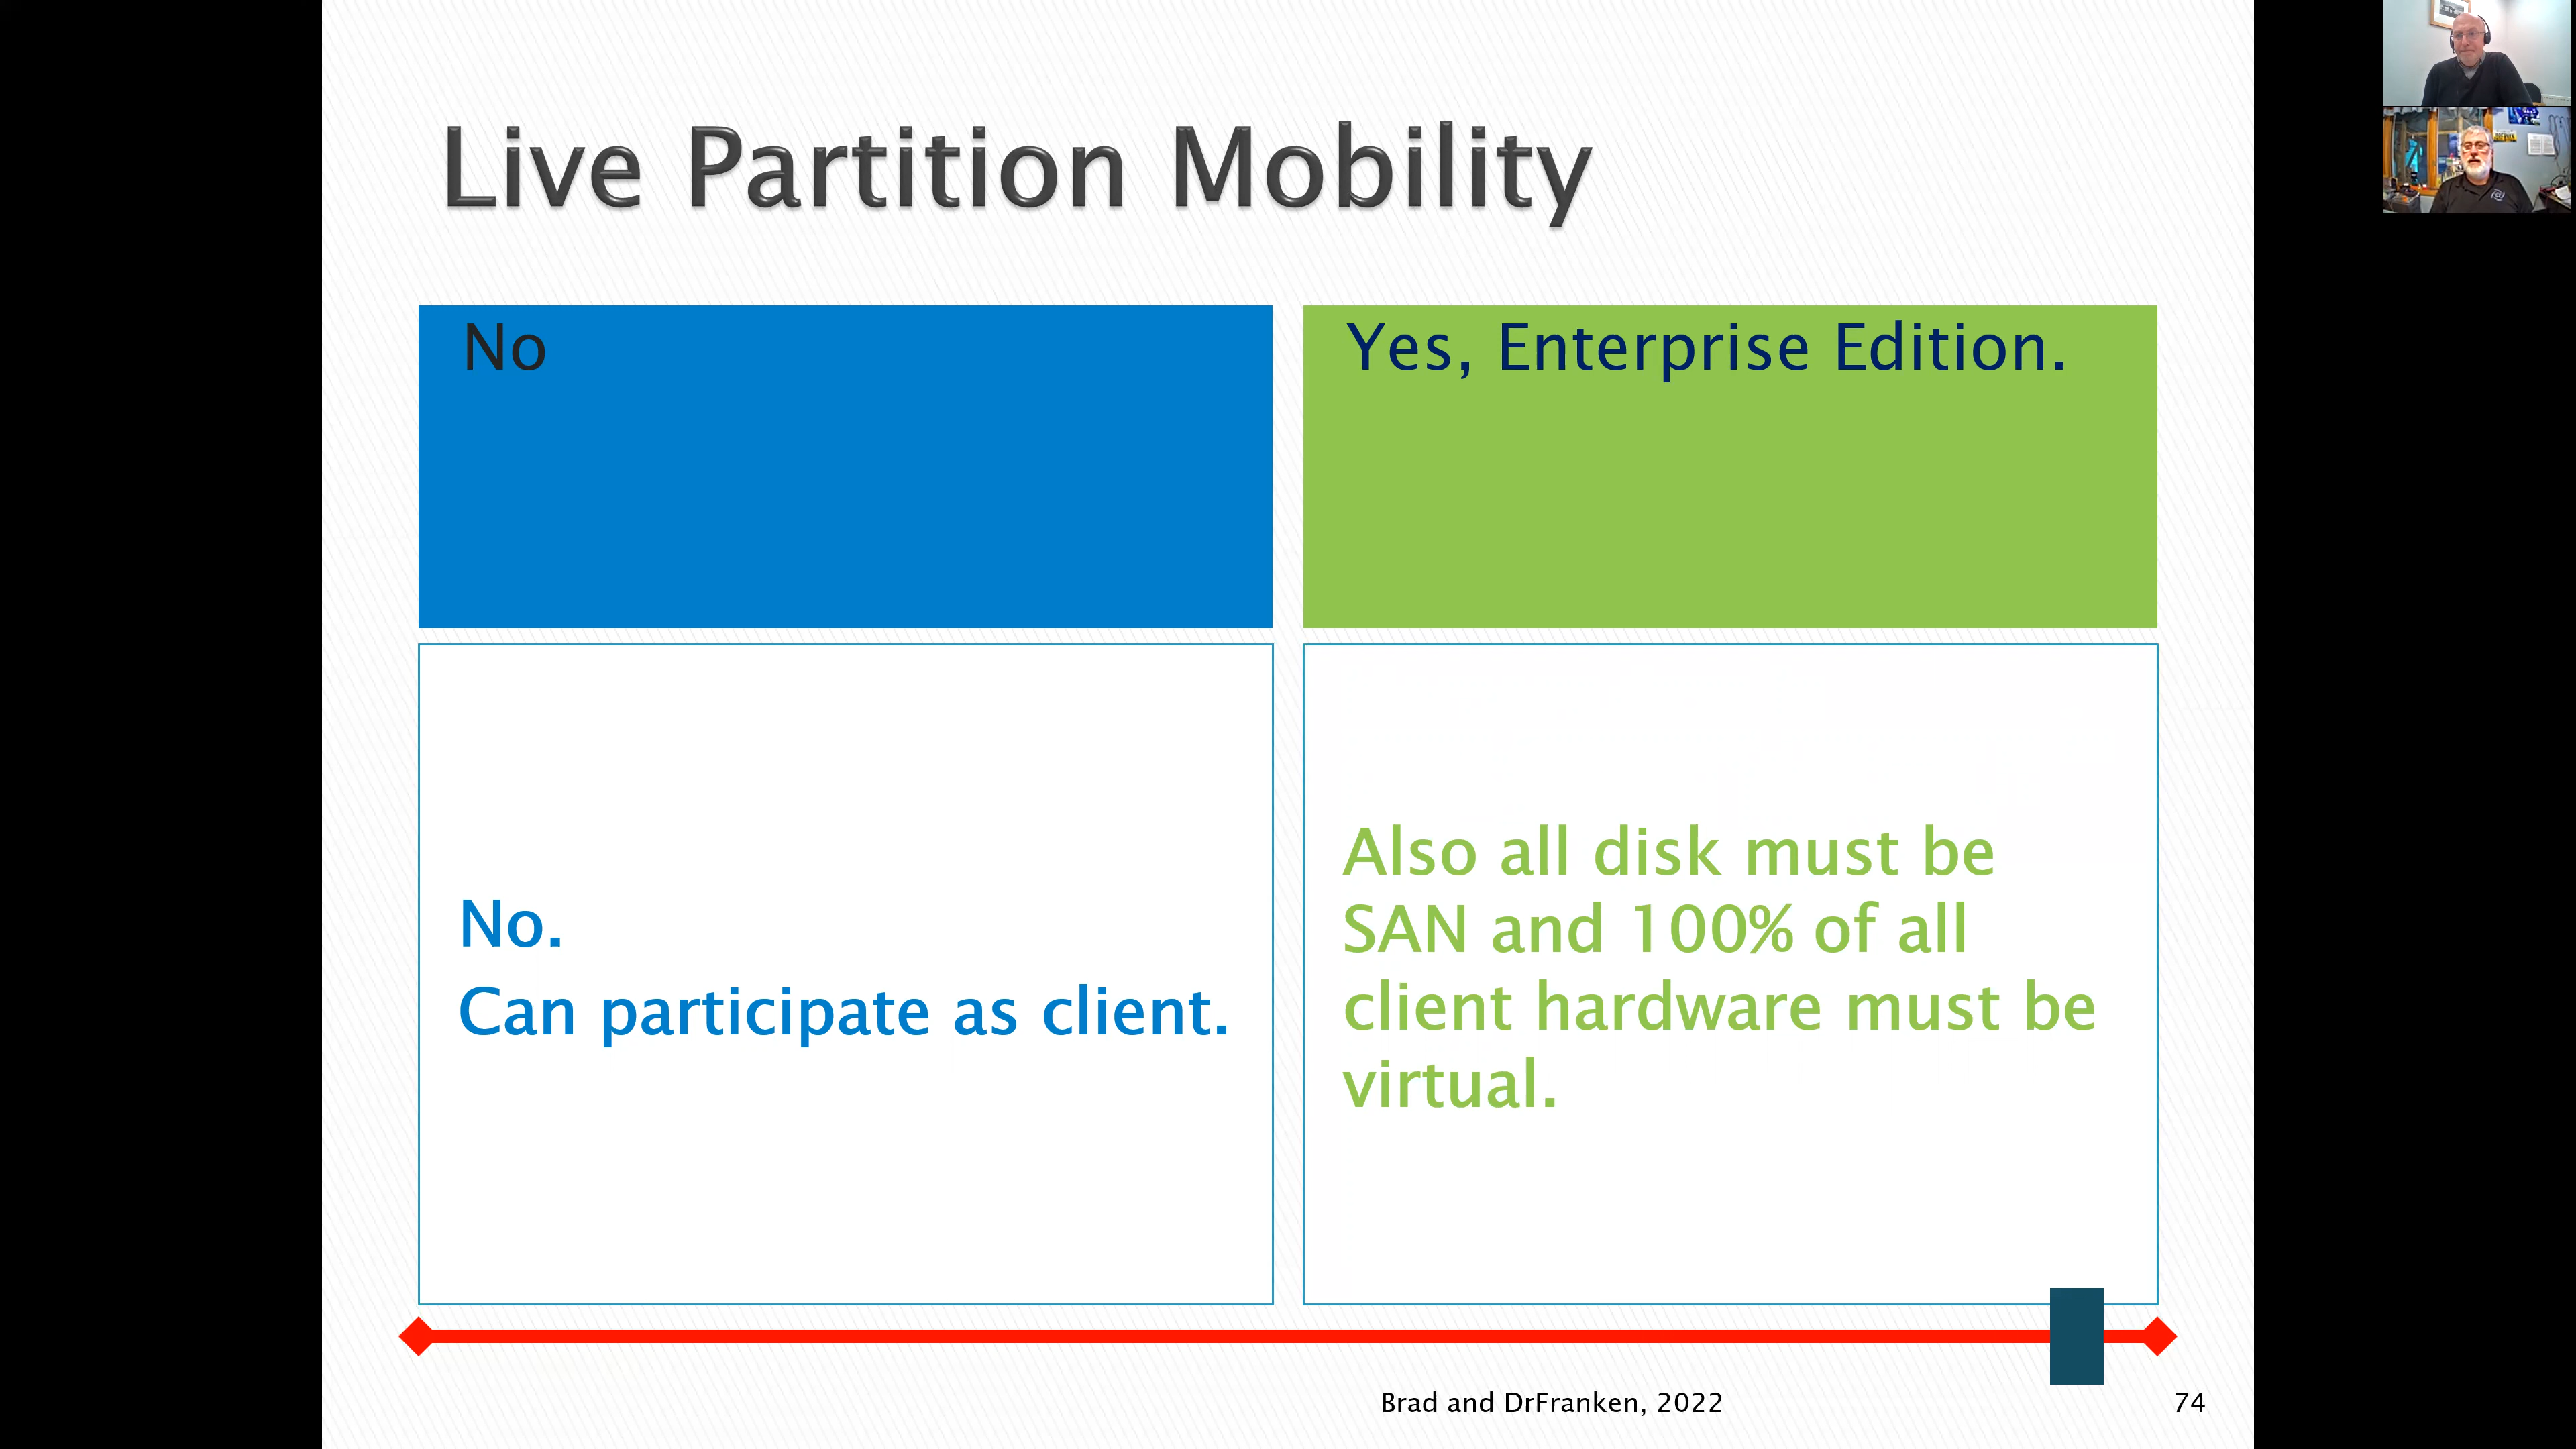 Live Partition Mobility
No
Yes, Enterprise Edition.
No.
Can participate as client.
Also all disk must be
SAN and 100% of all
client hardware must be
virtual.
Brad and DrFranken, 2022
74